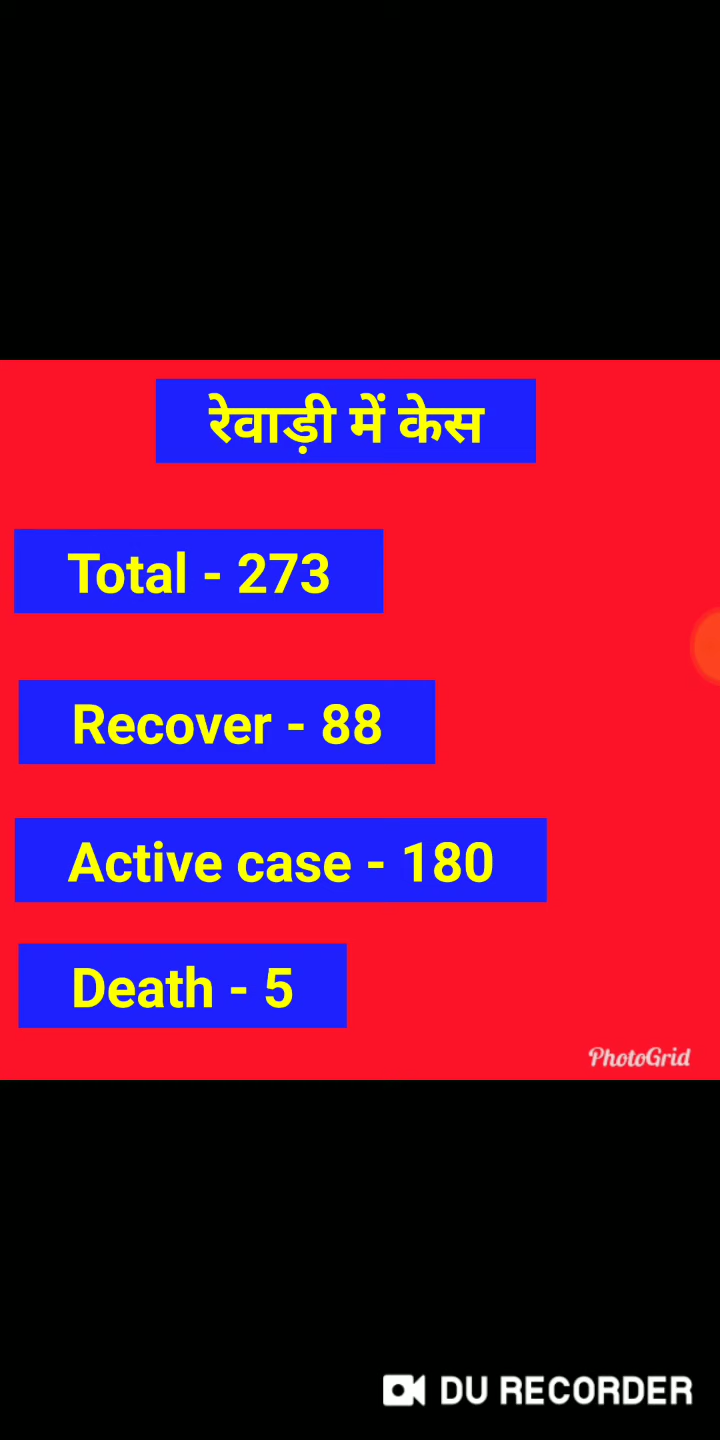 रेवाड़ी में केस
Total - 273
Recover - 88
Active case - 180
Death - 5
PhotoGrid
DU RECORDER